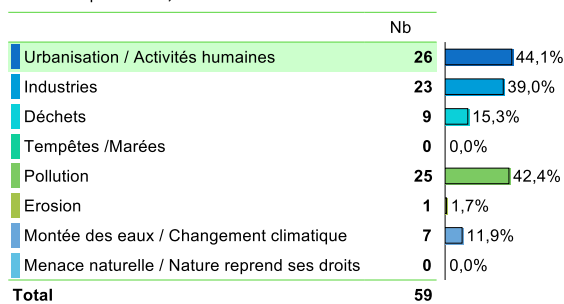 Nb
Urbanisation / Activités humaines 26 44,1%
Industries 23 39,0%
Déchets 9 15,3%
Tempêtes /Marées 0 0,0%
Pollution 25 42,4%
Erosion 1 1,7%
Montée des eaux / Changement climatique 7 11,9%
Menace naturelle / Nature reprend ses droits 0 0,0%
Total 59